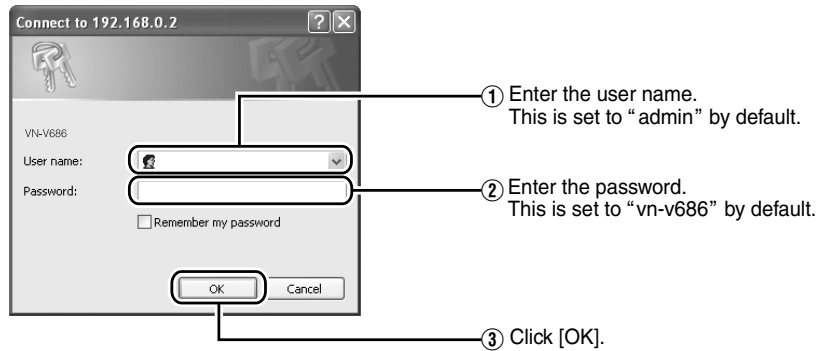 Connect to 192.168.0.2
① Enter the user name.
This is set to “admin” by default.
VN-V686
User name:
Password:
② Enter the password.
This is set to “vn-v686” by default.
Remember my password
OK
Cancel
③ Click [OK].